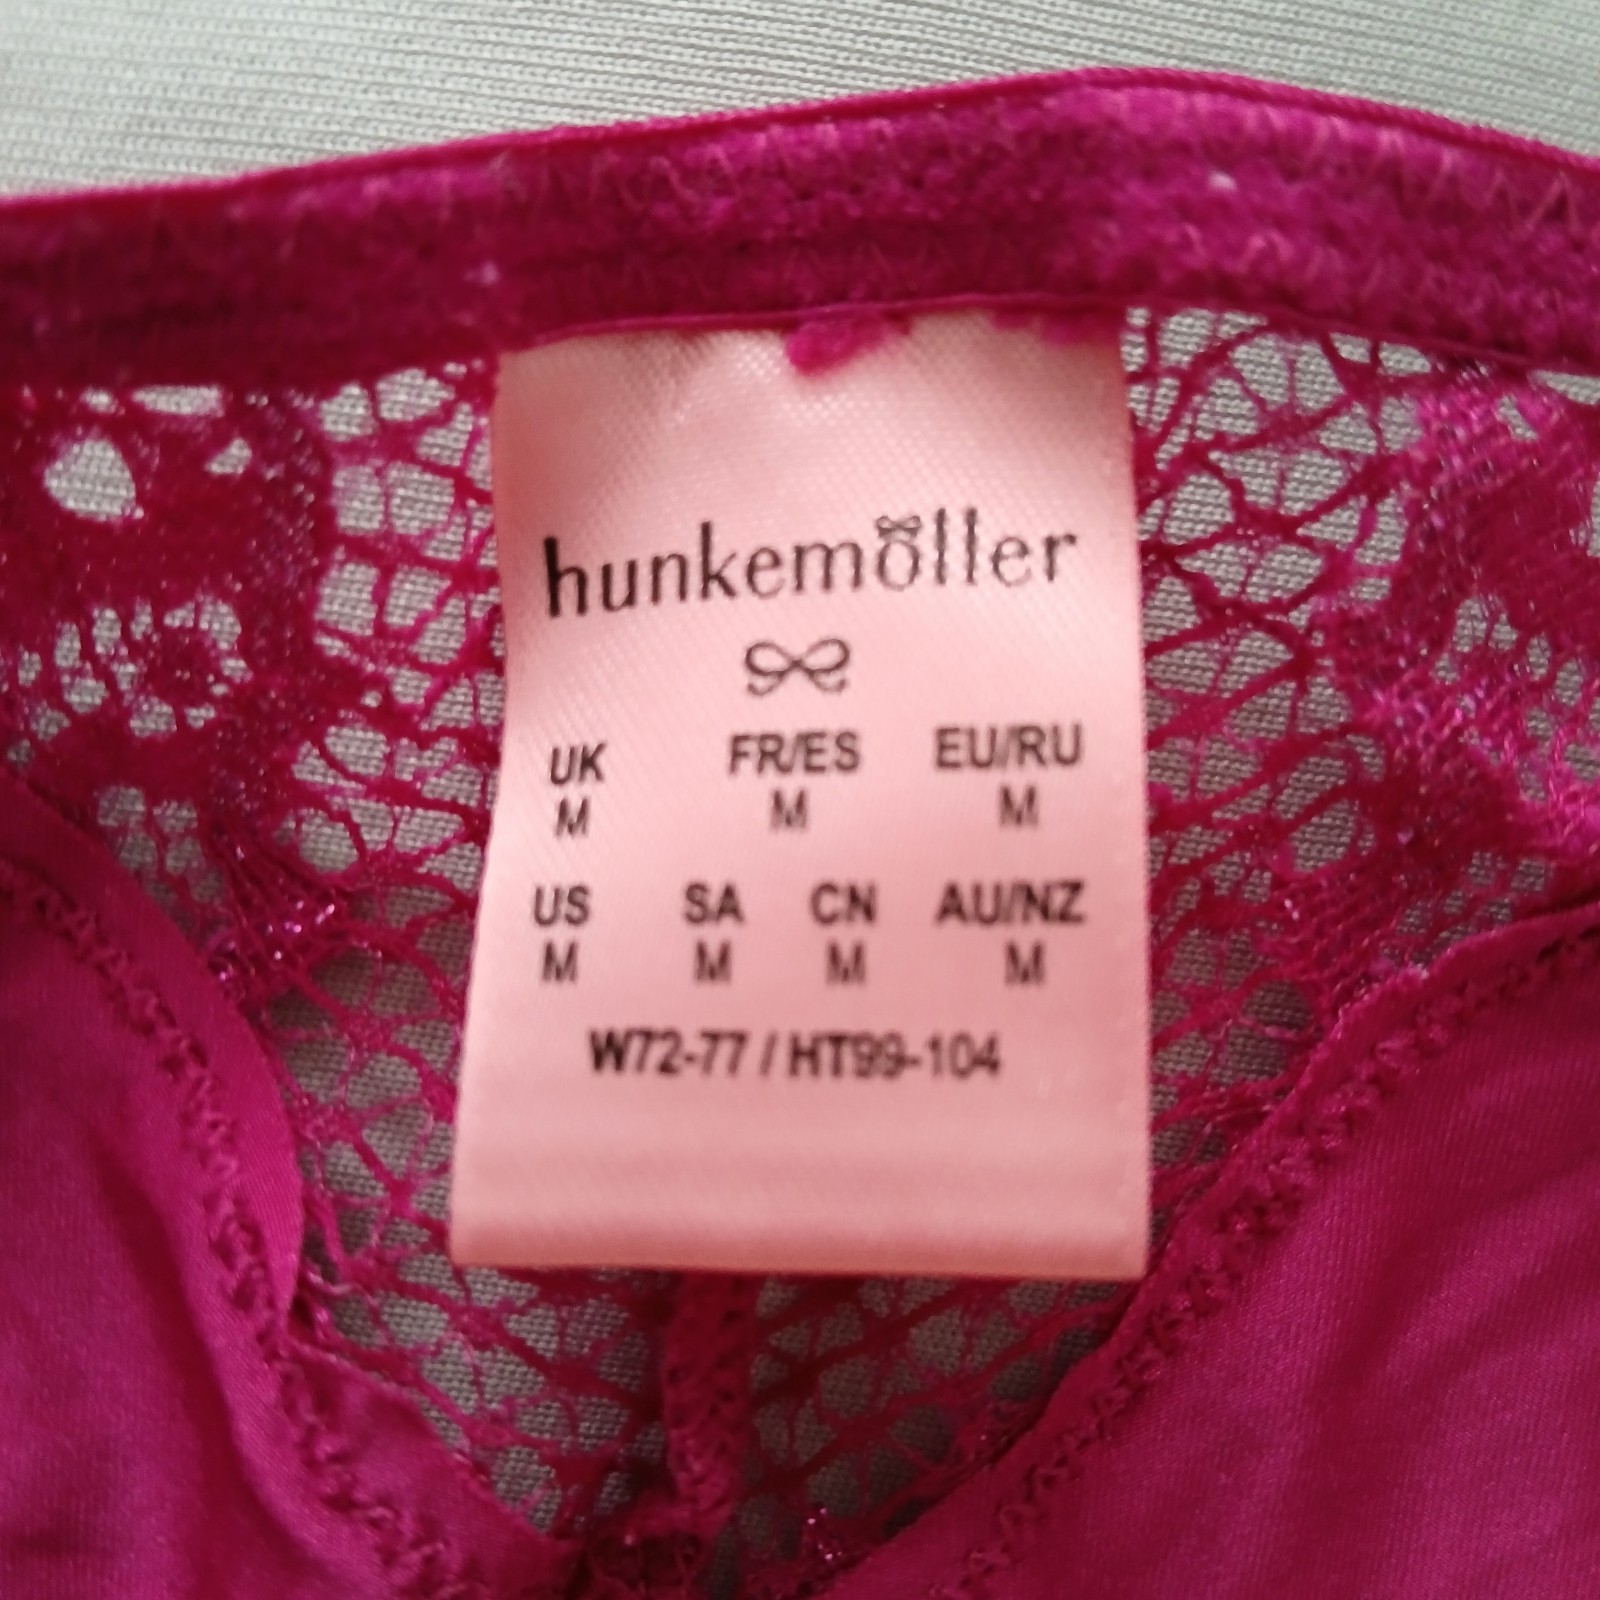 hunkemöller
UK FR/ES EU/RU
M M M
US SA CN AU/NZ
M M M M
W72-77 / HT99-104